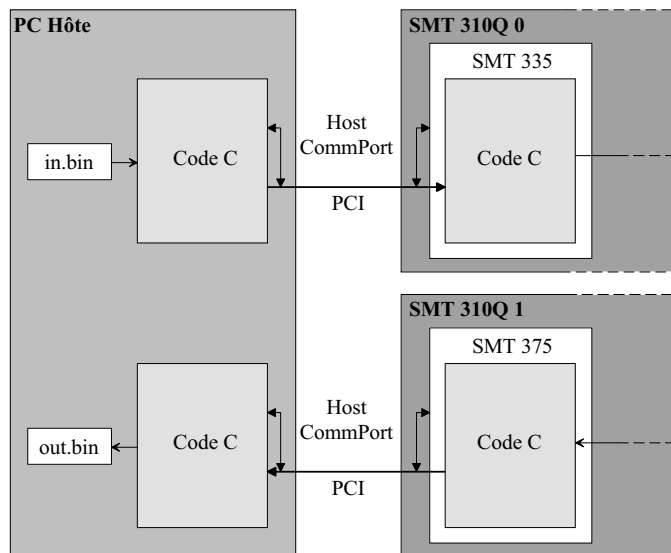 PC Hôte
SMT 310Q 0
SMT 335
in.bin
Code C
Host
CommPort
Code C
PCI
SMT 310Q 1
SMT 375
out.bin
Code C
Host
CommPort
Code C
PCI